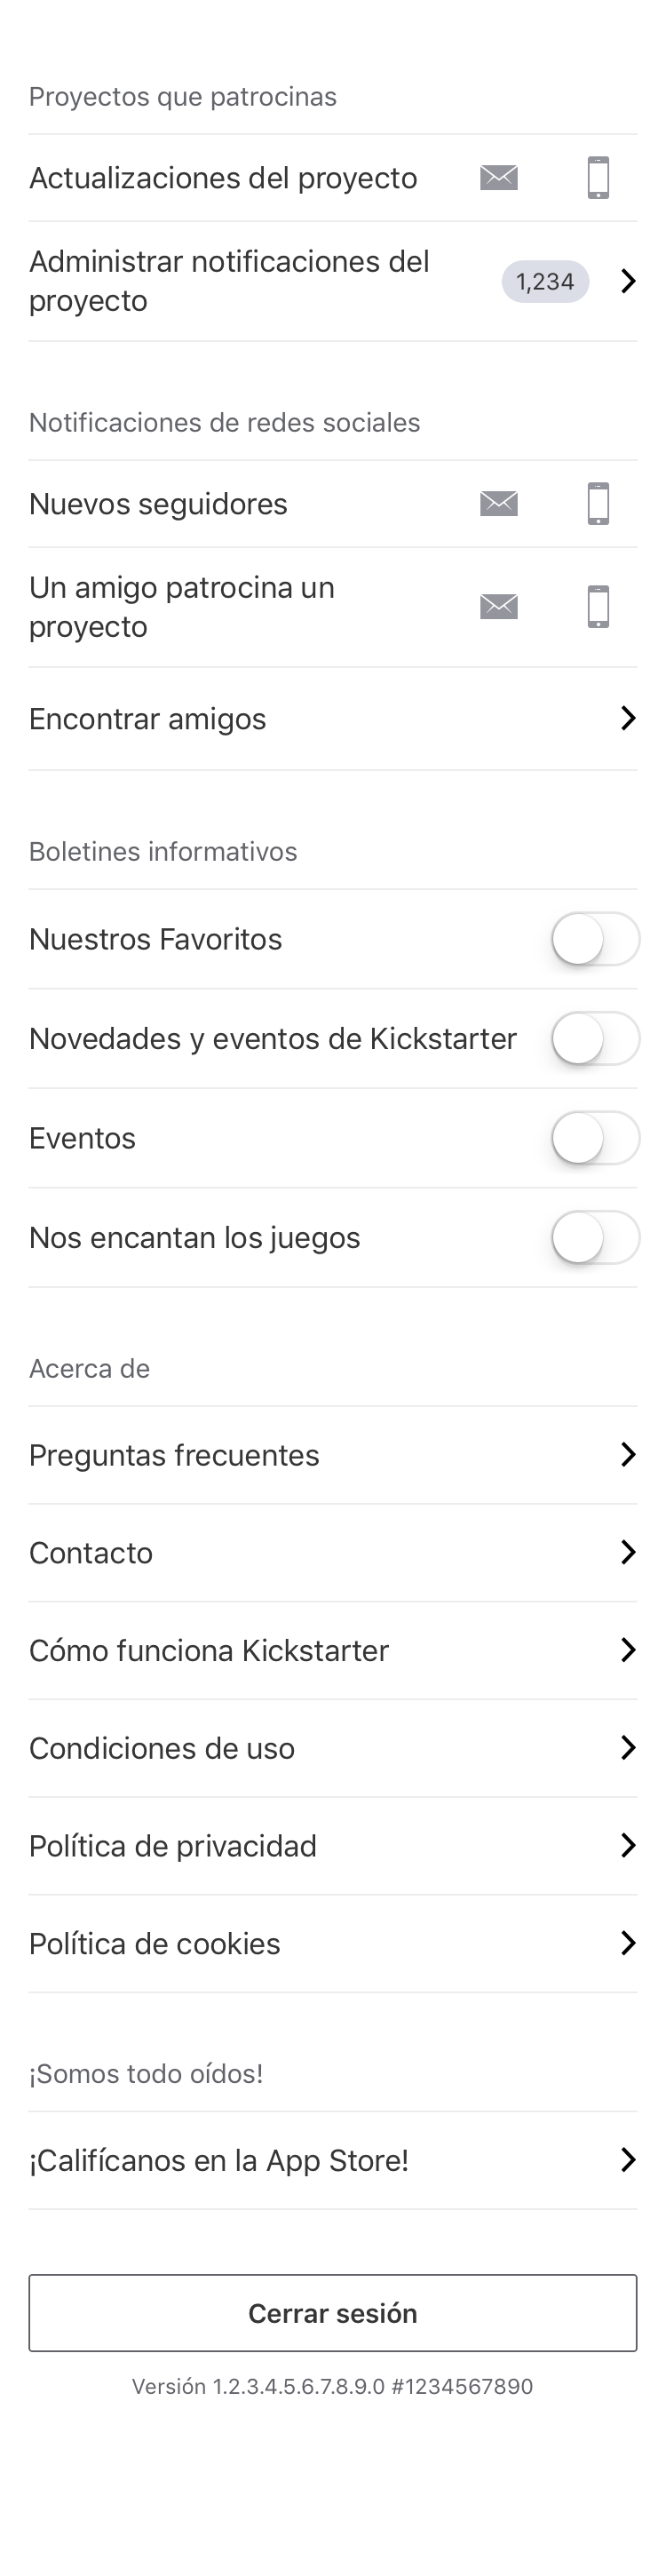 Proyectos que patrocinas
Actualizaciones del proyecto
Administrar notificaciones del
proyecto
1,234
Notificaciones de redes sociales
Nuevos seguidores
Un amigo patrocina un
proyecto
Encontrar amigos
Boletines informativos
Nuestros Favoritos
Novedades y eventos de Kickstarter
Eventos
Nos encantan los juegos
Acerca de
Preguntas frecuentes
Contacto
Cómo funciona Kickstarter
Condiciones de uso
Política de privacidad
Política de cookies
¡Somos todo oídos!
¡Califícanos en la App Store!
Cerrar sesión
Versión 1.2.3.4.5.6.7.8.9.0 #1234567890